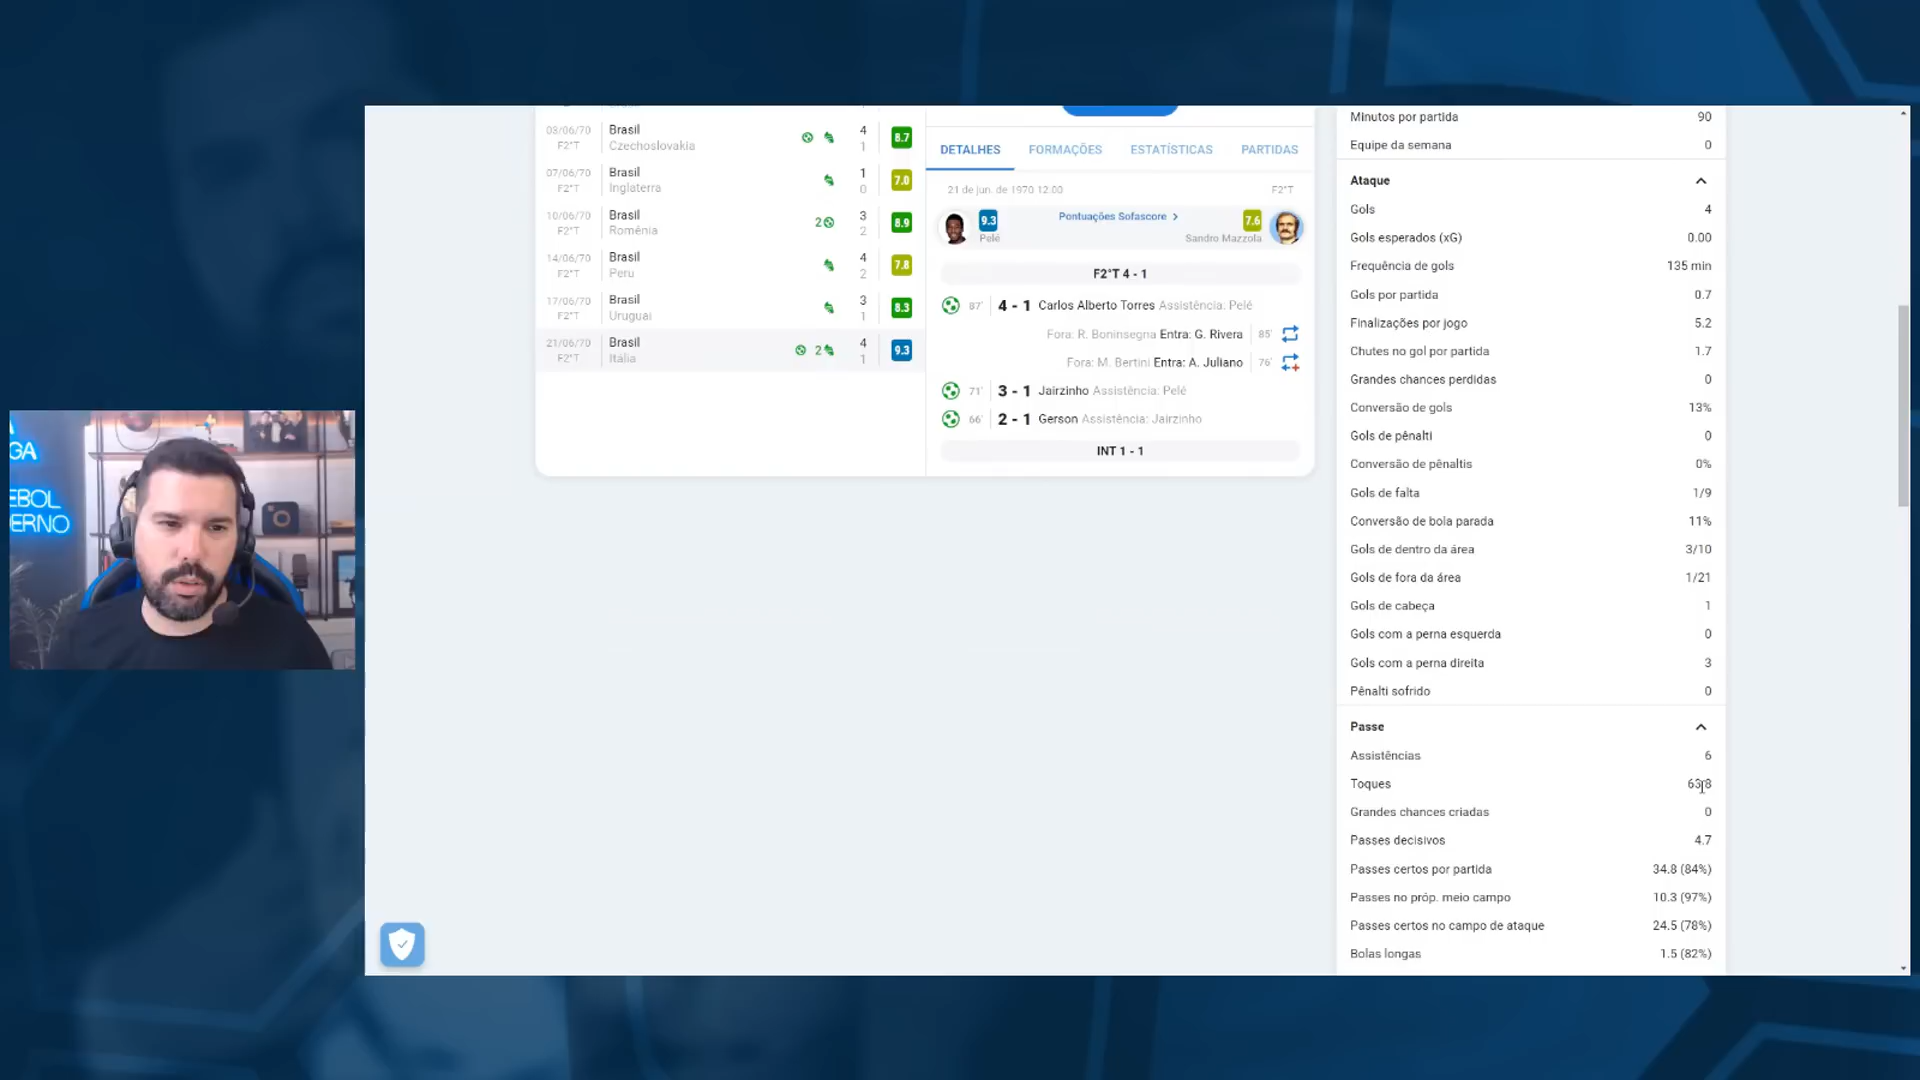 GA
EBOL
ERNO
03/06/70 Brasil 4 8.7
F2°T Czechoslovakia 1
07/06/70 Brasil 1 7.0
F2°T Inglaterra 0
10/06/70 Brasil 2 3 8.9
F2°T Romênia 2
14/06/70 Brasil 4 7.8
F2°T Peru 2
17/06/70 Brasil 3 8.3
F2°T Uruguai 1
21/06/70 Brasil 2 4 9.3
F2°T Itália 1
DETALHES FORMAÇÕES ESTATÍSTICAS PARTIDAS
21 de jun. de 1970 12:00 F2°T
9.3 Pontuações Sofascore > 7.6
Pelé Sandro Mazzola
F2°T 4 - 1
87' 4 - 1 Carlos Alberto Torres Assistência: Pelé
Fora: R. Boninsegna Entra: G. Rivera 85'
Fora: M. Bertini Entra: A. Juliano 76'
71' 3 - 1 Jairzinho Assistência: Pelé
66' 2 - 1 Gerson Assistência: Jairzinho
INT 1 - 1
Minutos por partida 90
Equipe da semana 0
Ataque
Gols 4
Gols esperados (xG) 0.00
Frequência de gols 135 min
Gols por partida 0.7
Finalizações por jogo 5.2
Chutes no gol por partida 1.7
Grandes chances perdidas 0
Conversão de gols 13%
Gols de pênalti 0
Conversão de pênaltis 0%
Gols de falta 1/9
Conversão de bola parada 11%
Gols de dentro da área 3/10
Gols de fora da área 1/21
Gols de cabeça 1
Gols com a perna esquerda 0
Gols com a perna direita 3
Pênalti sofrido 0
Passe
Assistências 6
Toques 63.8
Grandes chances criadas 0
Passes decisivos 4.7
Passes certos por partida 34.8 (84%)
Passes no próp. meio campo 10.3 (97%)
Passes certos no campo de ataque 24.5 (78%)
Bolas longas 1.5 (82%)